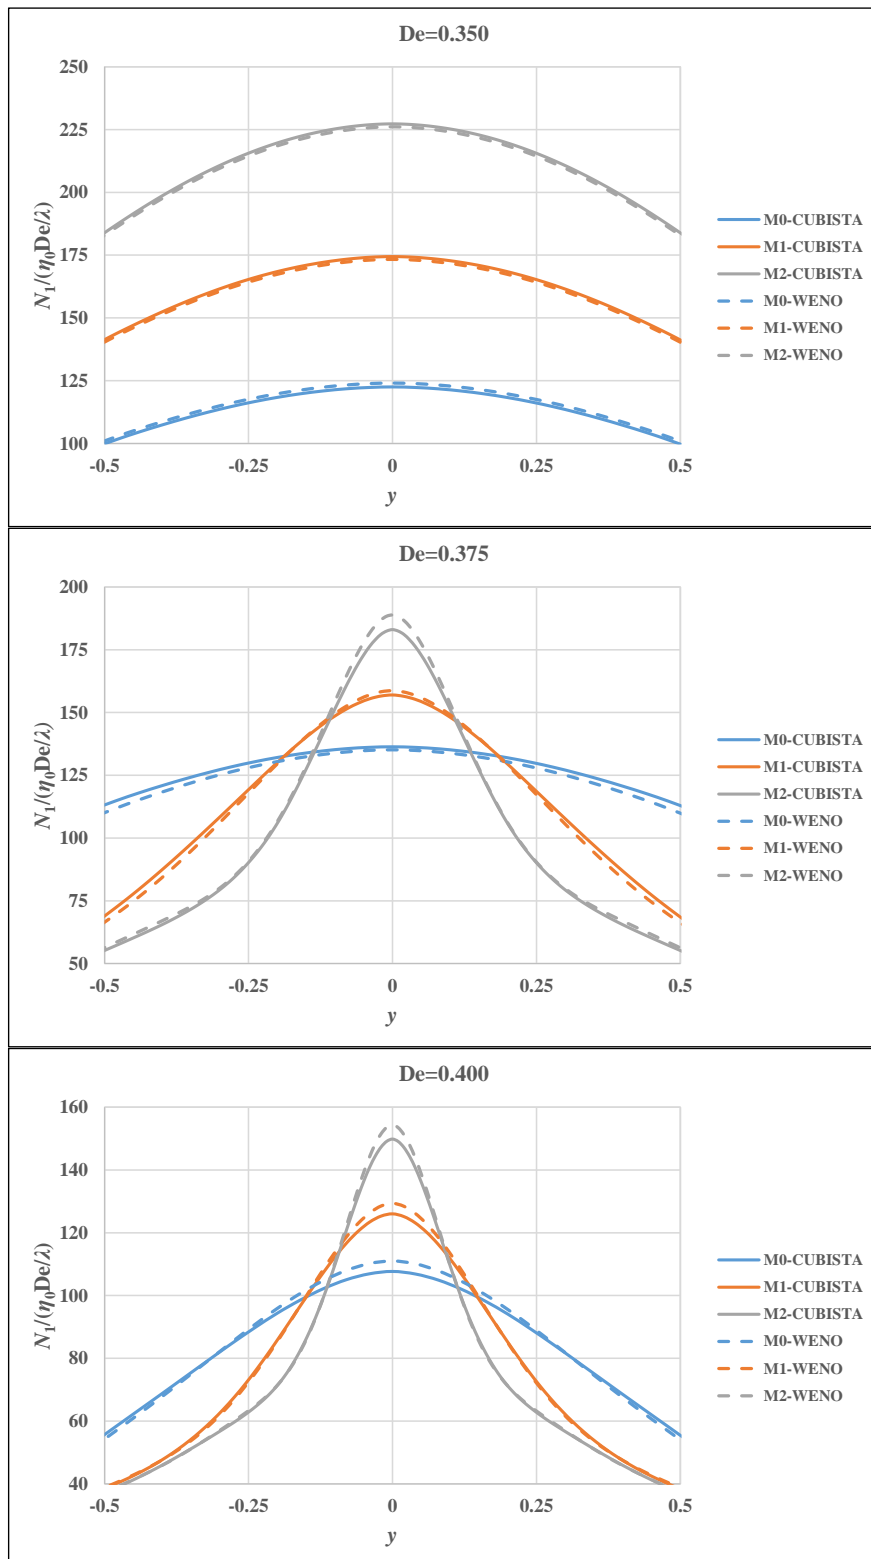 De=0.350
250
225
200
175
150
125
100
N₁/(η₀De/λ)
-0.5 -0.25 0 0.25 0.5
y
M0-CUBISTA
M1-CUBISTA
M2-CUBISTA
M0-WENO
M1-WENO
M2-WENO
De=0.375
200
175
150
125
100
75
50
N₁/(η₀De/λ)
-0.5 -0.25 0 0.25 0.5
y
M0-CUBISTA
M1-CUBISTA
M2-CUBISTA
M0-WENO
M1-WENO
M2-WENO
De=0.400
160
140
120
100
80
60
40
N₁/(η₀De/λ)
-0.5 -0.25 0 0.25 0.5
y
M0-CUBISTA
M1-CUBISTA
M2-CUBISTA
M0-WENO
M1-WENO
M2-WENO